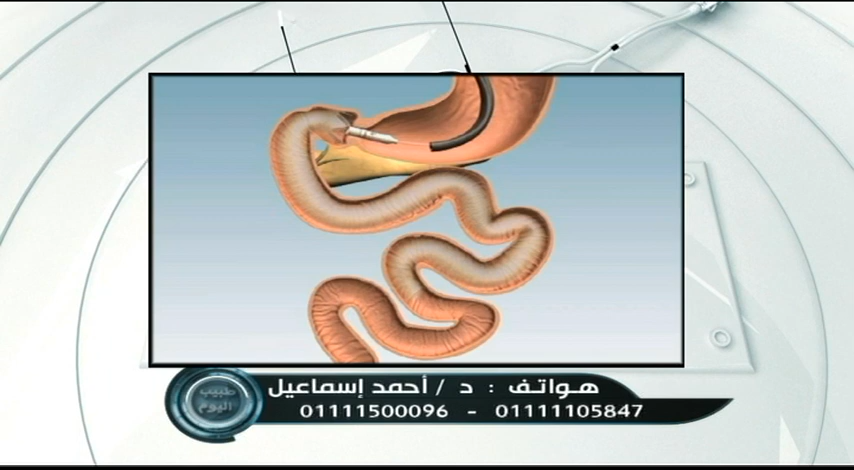 هواتف : د / أحمد إسماعيل
01111500096 - 01111105847
طبيب
اليوم